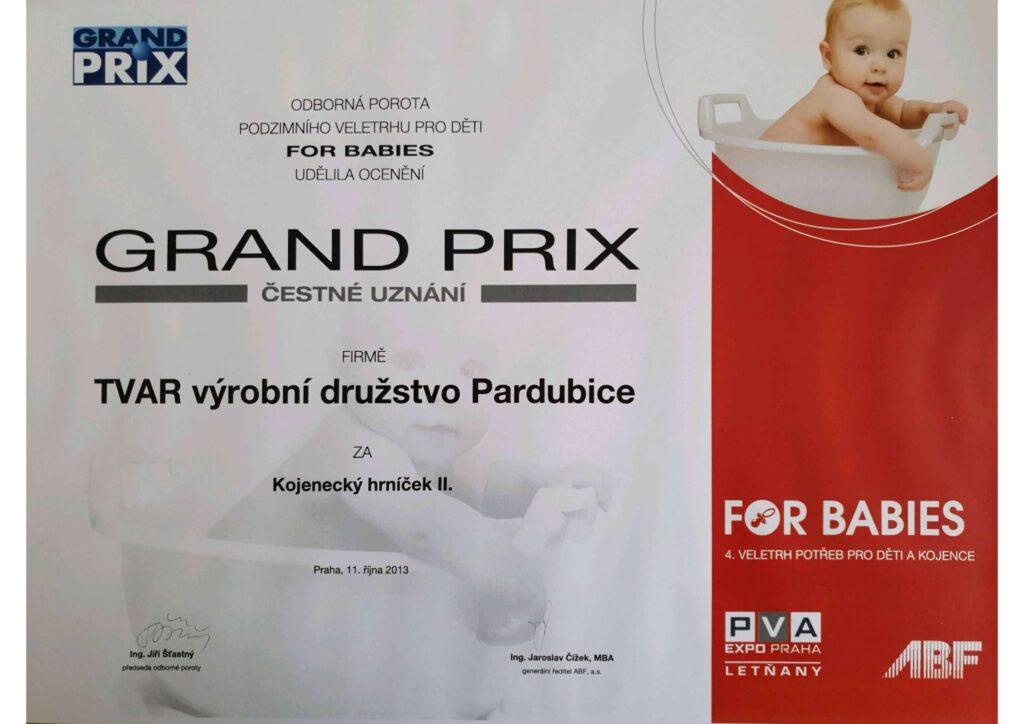 GRAND
PRiX
ODBORNÁ POROTA
PODZIMNÍHO VELETRHU PRO DĚTI
FOR BABIES
UDĚLILA OCENĚNÍ
GRAND PRIX
ČESTNÉ UZNÁNÍ
FIRMĚ
TVAR výrobní družstvo Pardubice
ZA
Kojenecký hrníček II.
Praha, 11. října 2013
Ing. Jiří Šťastný
předseda odborné poroty
Ing. Jaroslav Čížek, MBA
generální ředitel ABF, a.s.
FOR BABIES
4. VELETRH POTŘEB PRO DĚTI A KOJENCE
PVA
EXPO PRAHA
LETŇANY
ABF